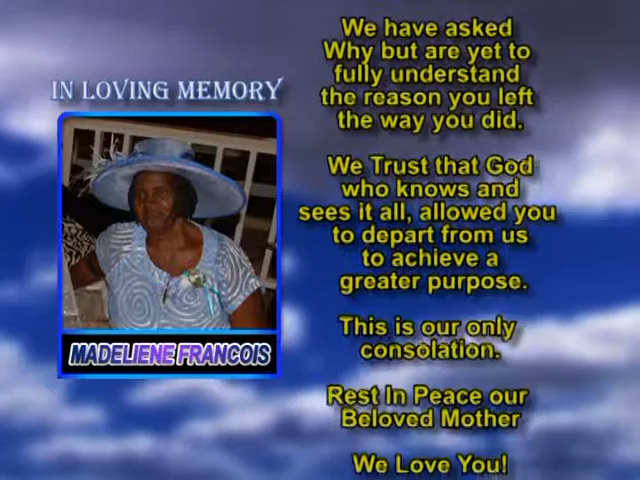 IN LOVING MEMORY
MADELIENE FRANCOIS
We have asked
Why but are yet to
fully understand
the reason you left
the way you did.
We Trust that God
who knows and
sees it all, allowed you
to depart from us
to achieve a
greater purpose.
This is our only
consolation.
Rest In Peace our
Beloved Mother
We Love You!